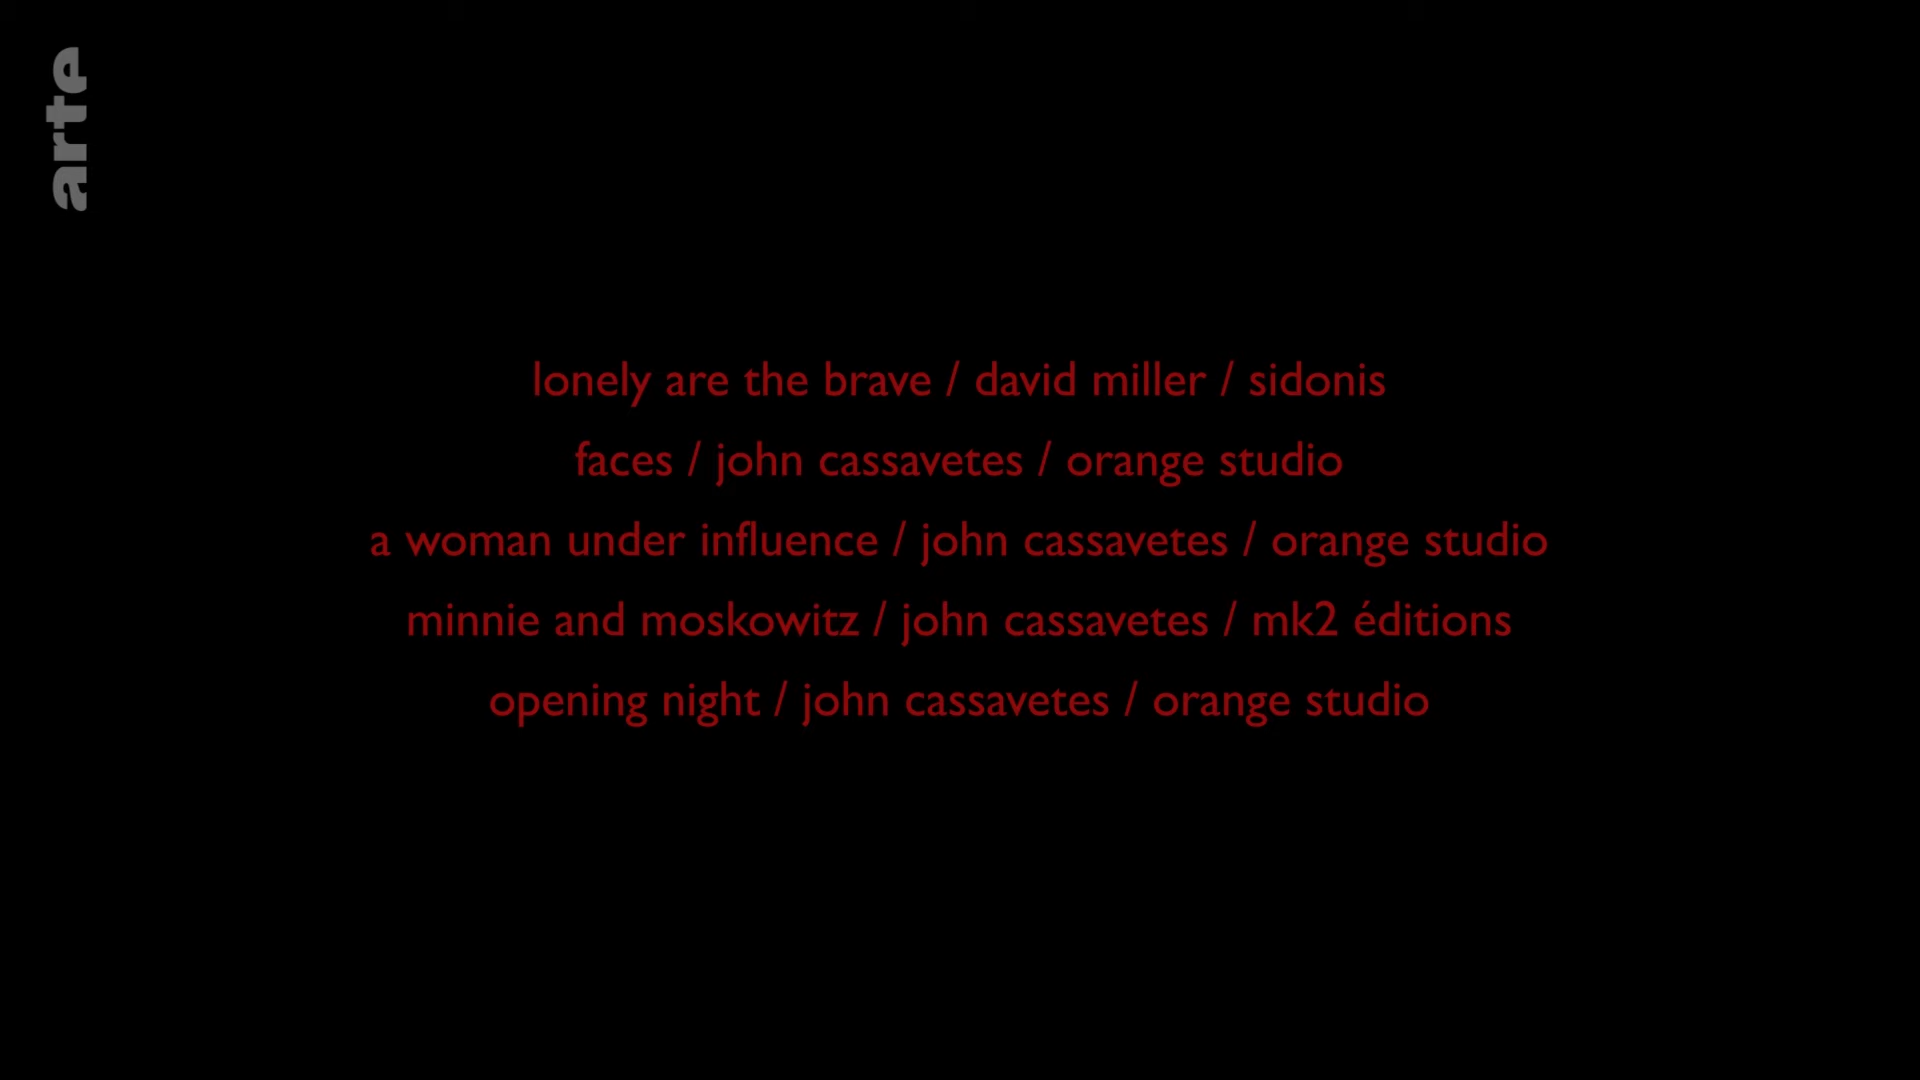 arte
lonely are the brave / david miller / sidonis
faces / john cassavetes / orange studio
a woman under influence / john cassavetes / orange studio
minnie and moskowitz / john cassavetes / mk2 éditions
opening night / john cassavetes / orange studio